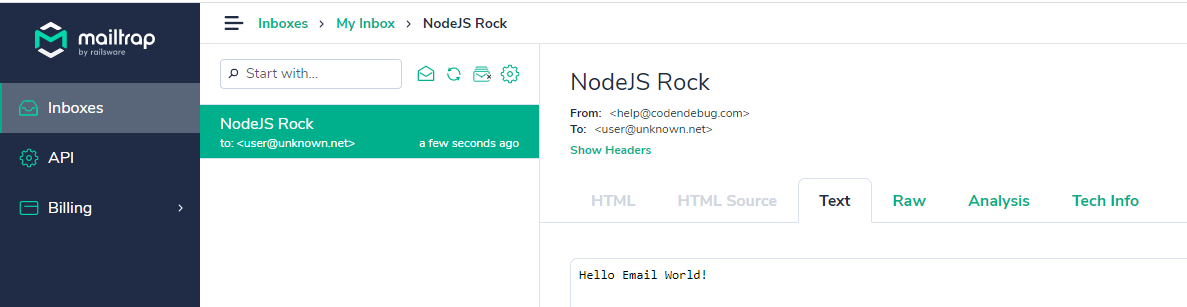 mailtrap
by railsware
Inboxes
API
Billing
Inboxes > My Inbox > NodeJS Rock
Start with...
NodeJS Rock
to: <user@unknown.net> a few seconds ago
NodeJS Rock
From: <help@codendebug.com>
To: <user@unknown.net>
Show Headers
HTML HTML Source Text Raw Analysis Tech Info
Hello Email World!